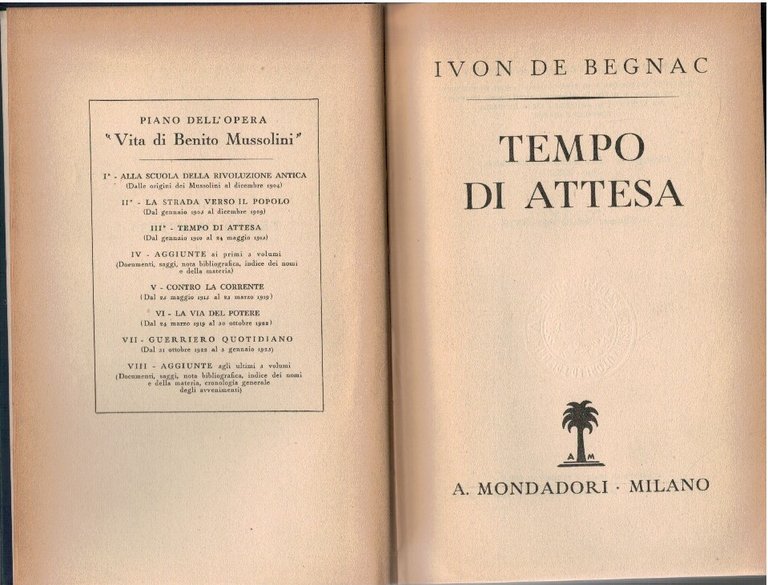 PIANO DELL'OPERA
"Vita di Benito Mussolini"
I° - ALLA SCUOLA DELLA RIVOLUZIONE ANTICA
(Dalle origini dei Mussolini al dicembre 1904)
II° - LA STRADA VERSO IL POPOLO
(Dal gennaio 1905 al dicembre 1909)
III° - TEMPO DI ATTESA
(Dal gennaio 1910 al 24 maggio 1915)
IV - AGGIUNTE ai primi 3 volumi
(Documenti, saggi, nota bibliografica, indice dei nomi
e della materia)
V - CONTRO LA CORRENTE
(Dal 25 maggio 1915 al 23 marzo 1919)
VI - LA VIA DEL POTERE
(Dal 24 marzo 1919 al 30 ottobre 1922)
VII - GUERRIERO QUOTIDIANO
(Dal 31 ottobre 1922 al 3 gennaio 1925)
VIII - AGGIUNTE agli ultimi 3 volumi
(Documenti, saggi, nota bibliografica, indice dei nomi
e della materia, cronologia generale
degli avvenimenti)
IVON DE BEGNAC
TEMPO
DI ATTESA
A M
A. MONDADORI · MILANO